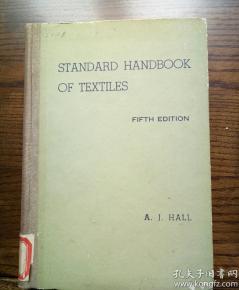 STANDARD HANDBOOK
OF TEXTILES
FIFTH EDITION
A. J. HALL
孔夫子旧书网